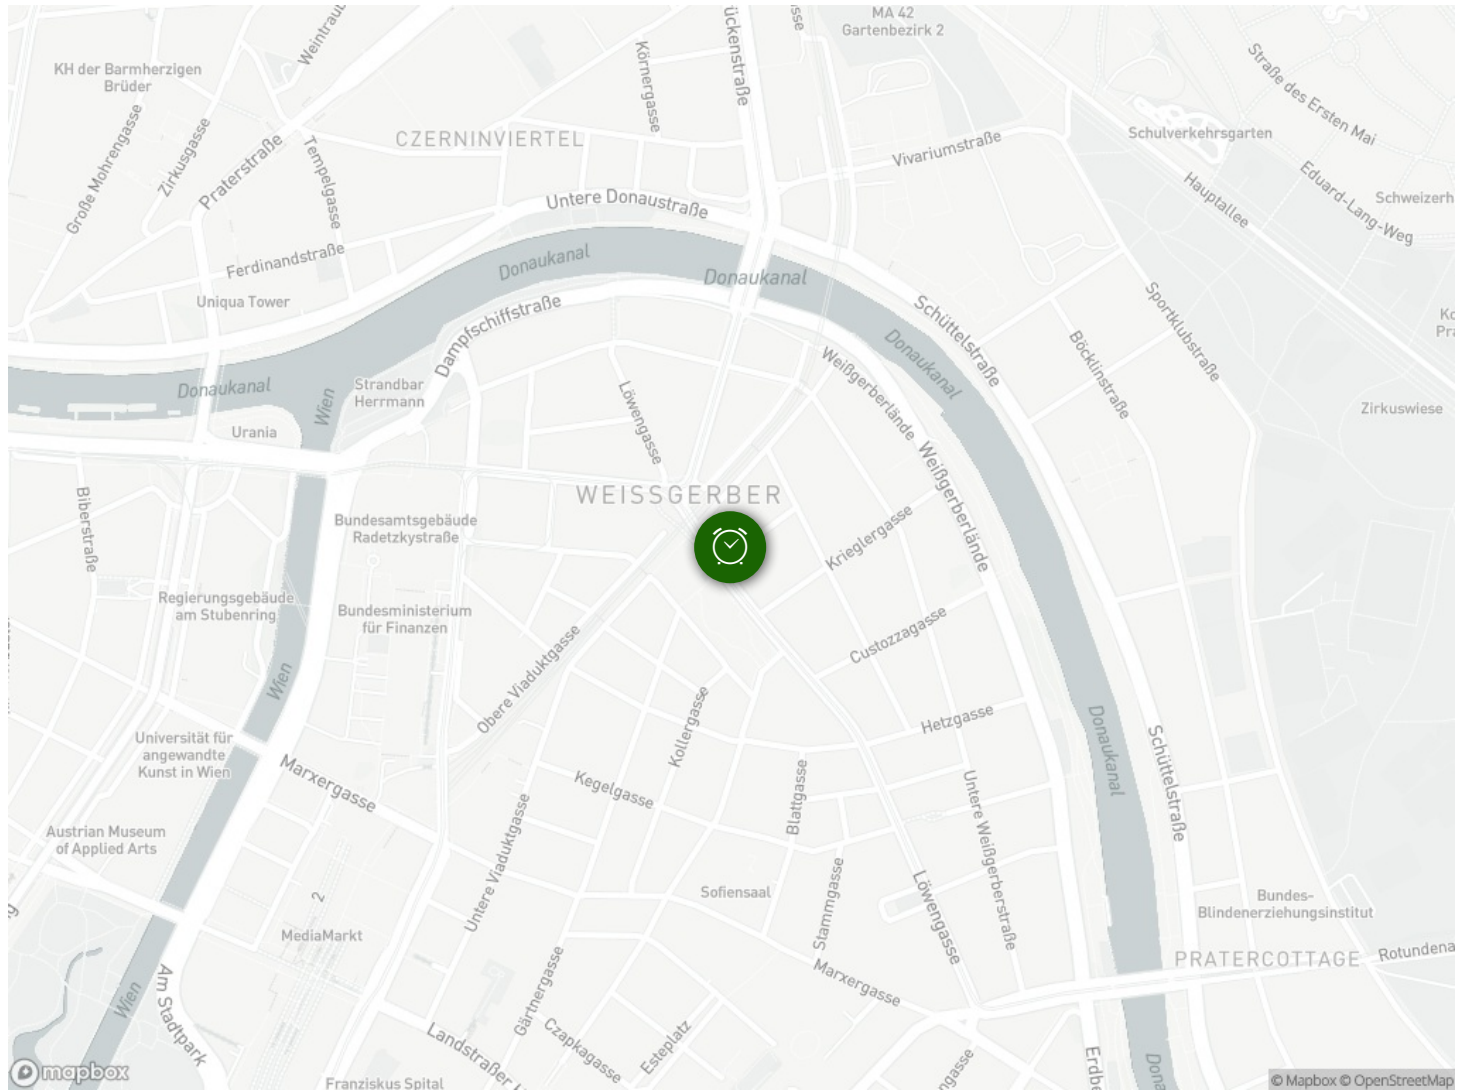 MA 42
Gartenbezirk 2
Weintrau
KH der Barmherzigen
Brüder
Große Mohrengasse
Zirkusgasse
Praterstraße
Tempelgasse
Körnergasse
CZERNINVIERTEL
Vivariumstraße
Schulverkehrsgarten
Straße des Ersten Mai
Eduard-Lang-Weg
Schweizerh
Hauptallee
Untere Donaustraße
Ferdinandstraße
Uniqua Tower
Donaukanal
Donaukanal
Donaukanal
Donaukanal
Dampfschiffstraße
Schüttelstraße
Sportklubstraße
Böcklinstraße
Zirkuswiese
Strandbar
Herrmann
Urania
Wien
Löwengasse
Weißgerberlände
Weißgerberlände
WEISSGERBER
Biberstraße
Bundesamtsgebäude
Radetzkystraße
Krieglergasse
Regierungsgebäude
am Stubenring
Bundesministerium
für Finanzen
Custozzagasse
Wien
Obere Viaduktgasse
Kollergasse
Hetzgasse
Donaukanal
Schüttelstraße
Universität für
angewandte
Kunst in Wien
Marxergasse
Kegelgasse
Blattgasse
Untere Weißgerberstraße
Austrian Museum
of Applied Arts
Untere Viaduktgasse
Sofiensaal
Stammgasse
Löwengasse
Bundes-
Blindenerziehungsinstitut
2
MediaMarkt
PRATERCOTTAGE
Rotundena
Marxergasse
Gärtnergasse
Wien
Am Stadtpark
Czapkagasse
Esteplatz
Landstraßer
Franziskus Spital
mapbox
© Mapbox © OpenStreetMap